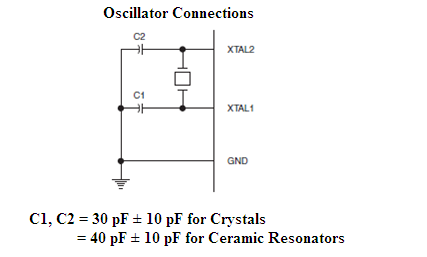 Oscillator Connections
C2
XTAL2
C1
XTAL1
GND
C1, C2 = 30 pF ± 10 pF for Crystals
= 40 pF ± 10 pF for Ceramic Resonators